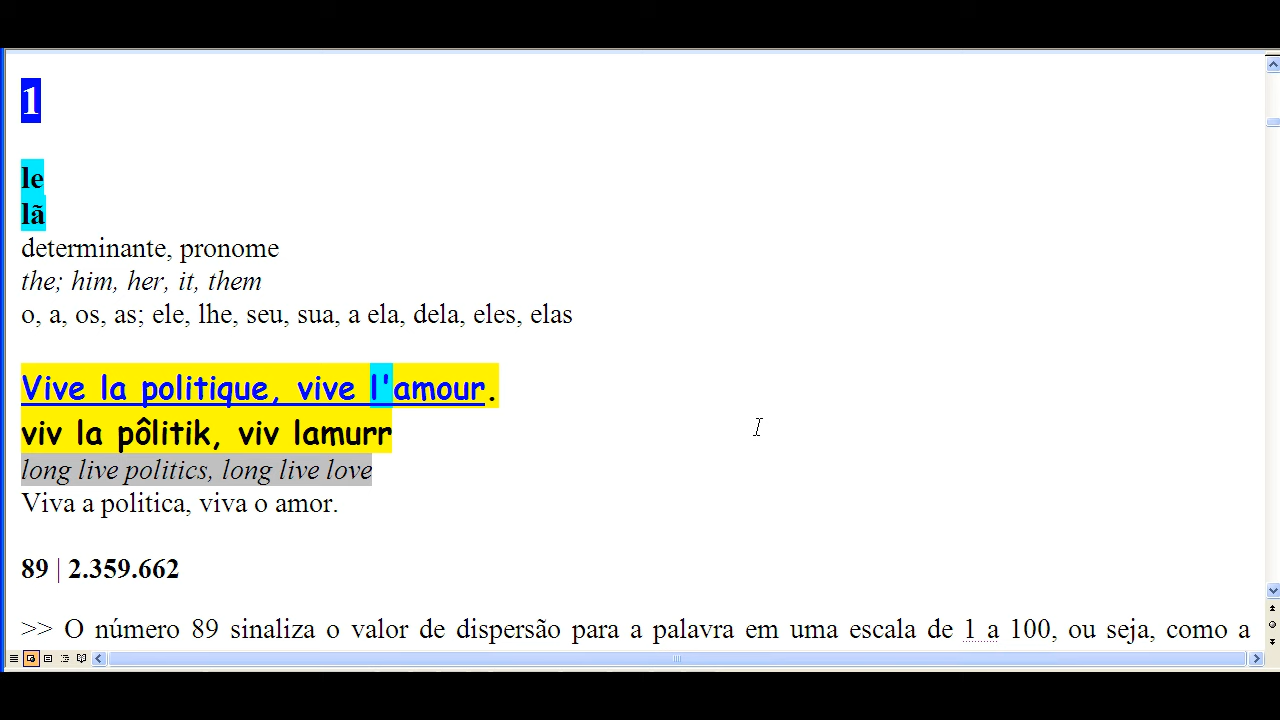 1
le
lã
determinante, pronome
the; him, her, it, them
o, a, os, as; ele, lhe, seu, sua, a ela, dela, eles, elas
Vive la politique, vive l'amour.
viv la pôlitik, viv lamurr
long live politics, long live love
Viva a politica, viva o amor.
89 | 2.359.662
>> O número 89 sinaliza o valor de dispersão para a palavra em uma escala de 1 a 100, ou seja, como a